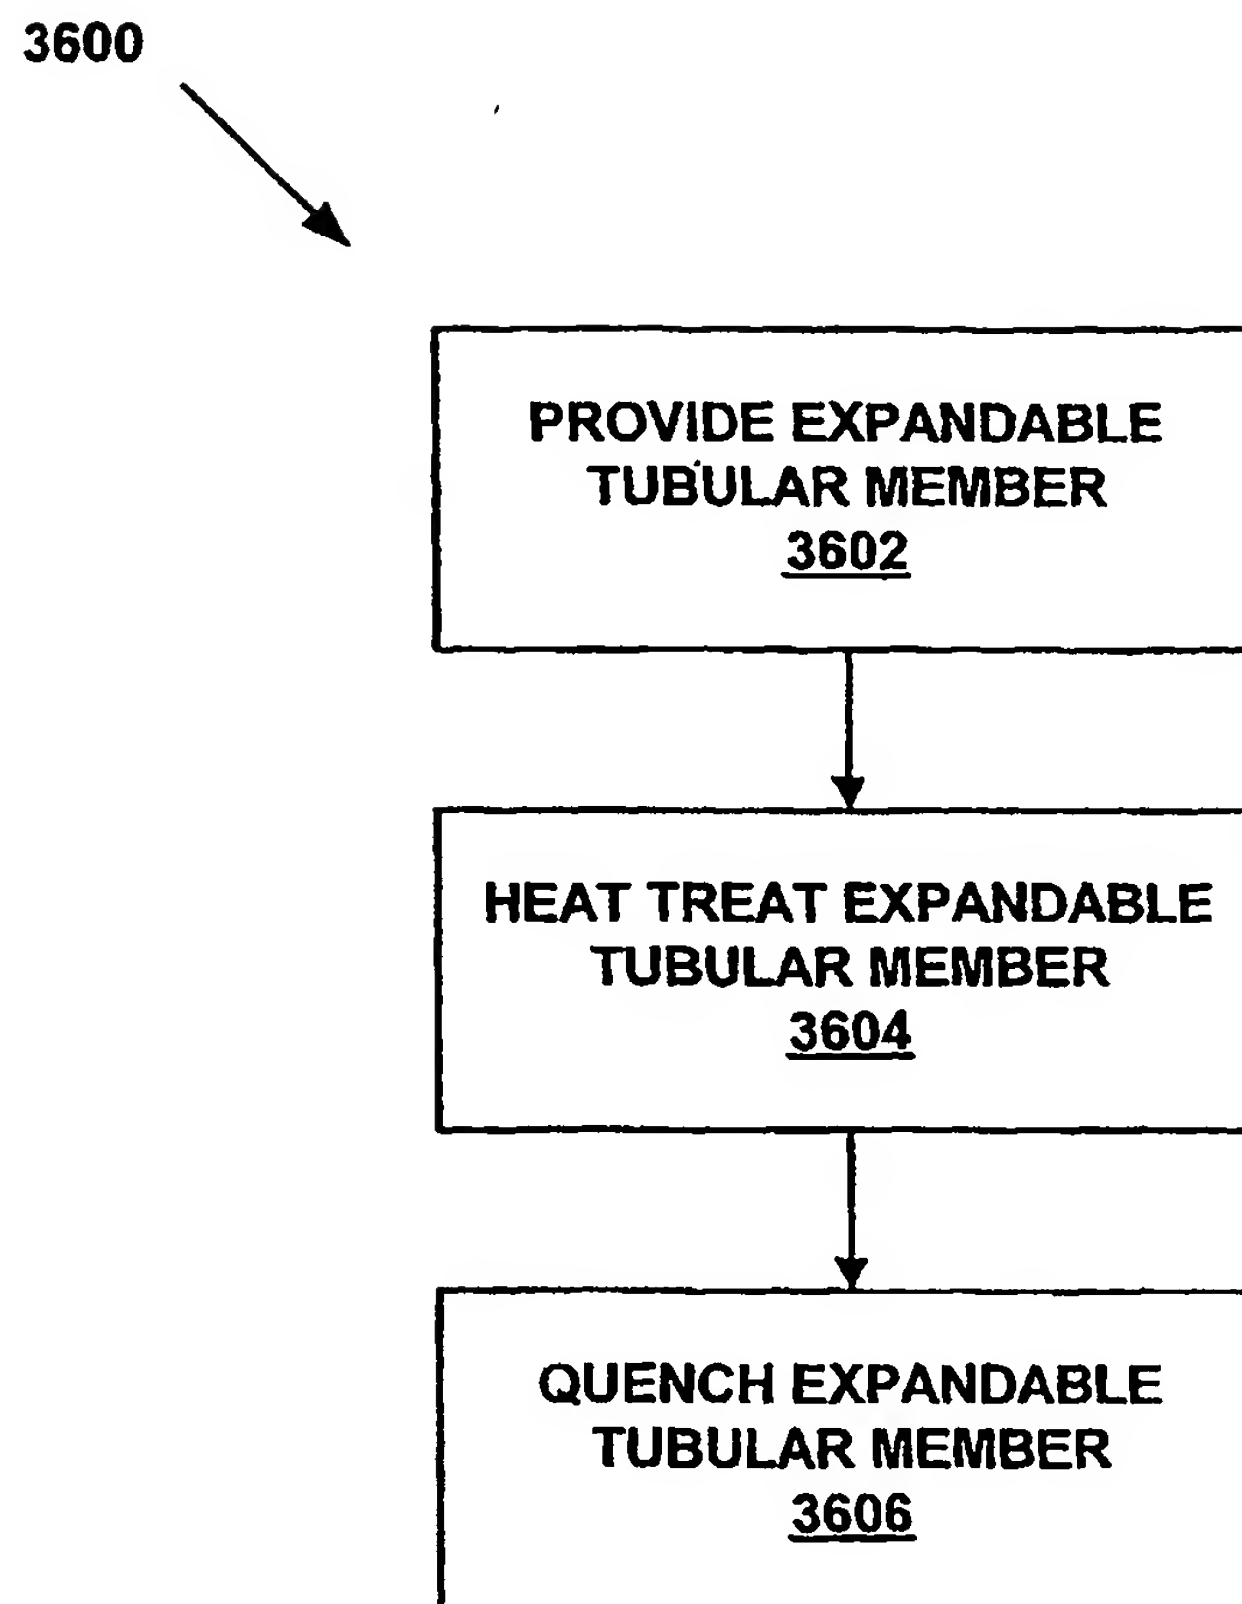 3600
PROVIDE EXPANDABLE
TUBULAR MEMBER
3602
HEAT TREAT EXPANDABLE
TUBULAR MEMBER
3604
QUENCH EXPANDABLE
TUBULAR MEMBER
3606